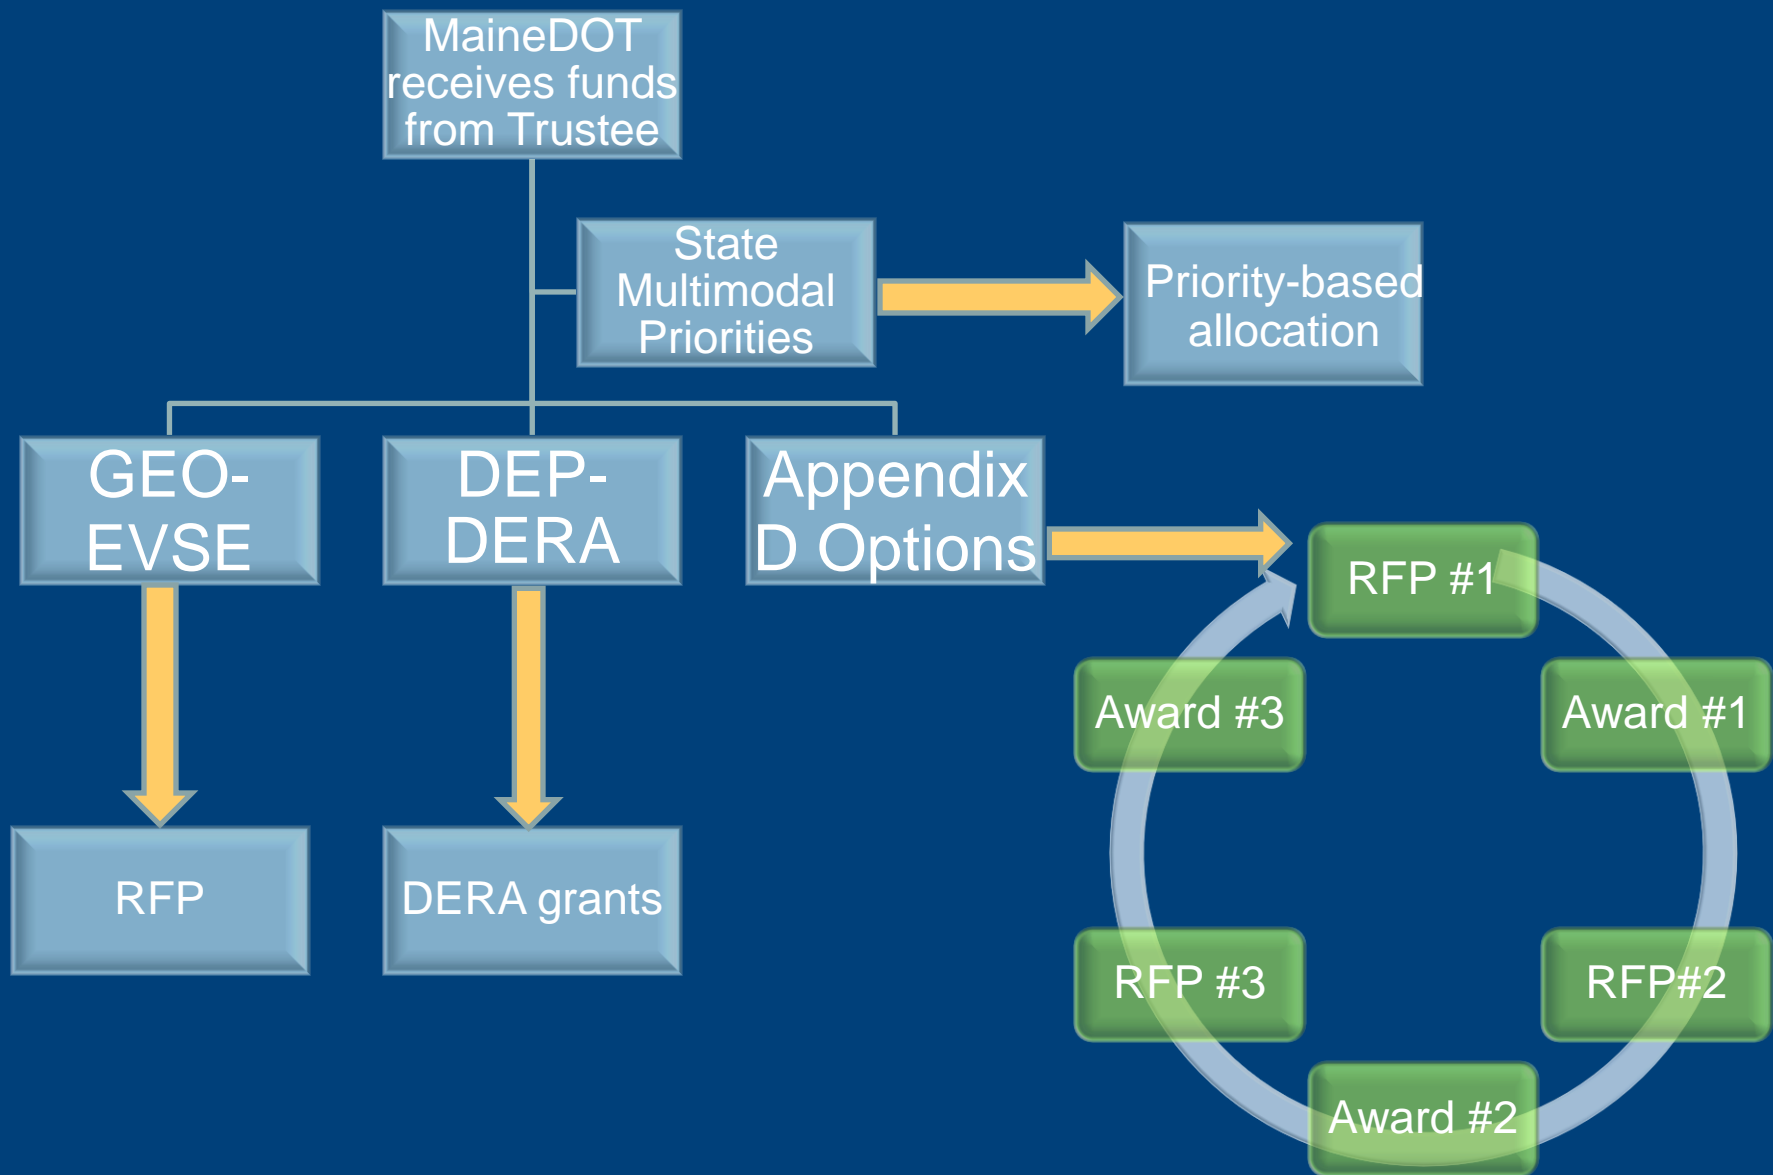 MaineDOT
receives funds
from Trustee
State
Multimodal
Priorities
Priority-based
allocation
GEO-
EVSE
DEP-
DERA
Appendix
D Options
RFP #1
Award #3
Award #1
RFP
DERA grants
RFP #3
RFP#2
Award #2